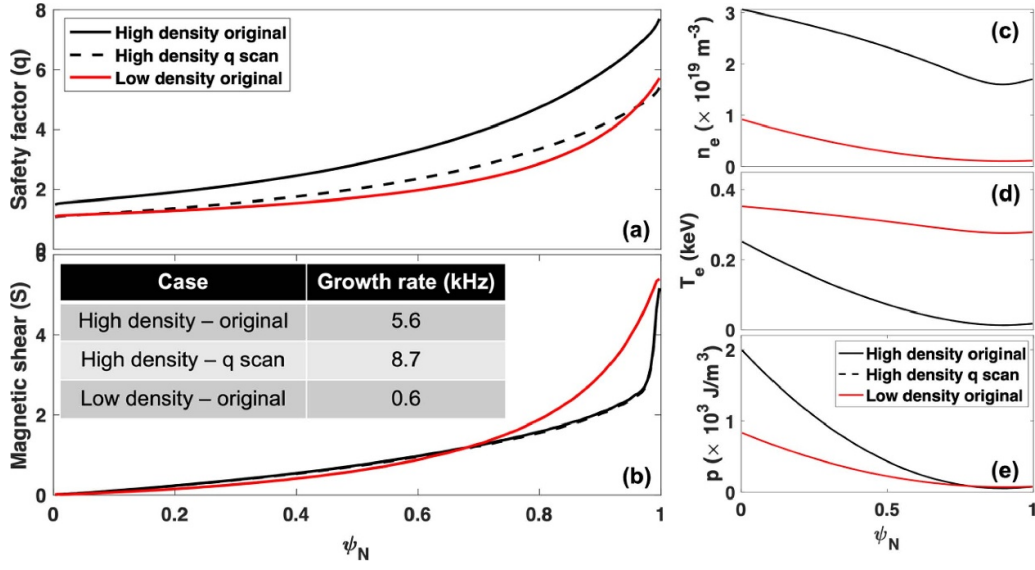 8
6
4
2
0
Safety factor (q)
High density original
High density q scan
Low density original
(a)
6
4
2
0
Magnetic shear (S)
Case Growth rate (kHz)
High density – original 5.6
High density – q scan 8.7
Low density – original 0.6
(b)
0 0.2 0.4 0.6 0.8 1
ψN
3
2
1
0
n_e (× 10^19 m^-3)
(c)
0.4
0.2
0
T_e (keV)
(d)
2
1
0
p (× 10^3 J/m^3)
High density original
High density q scan
Low density original
(e)
0 0.5 1
ψN